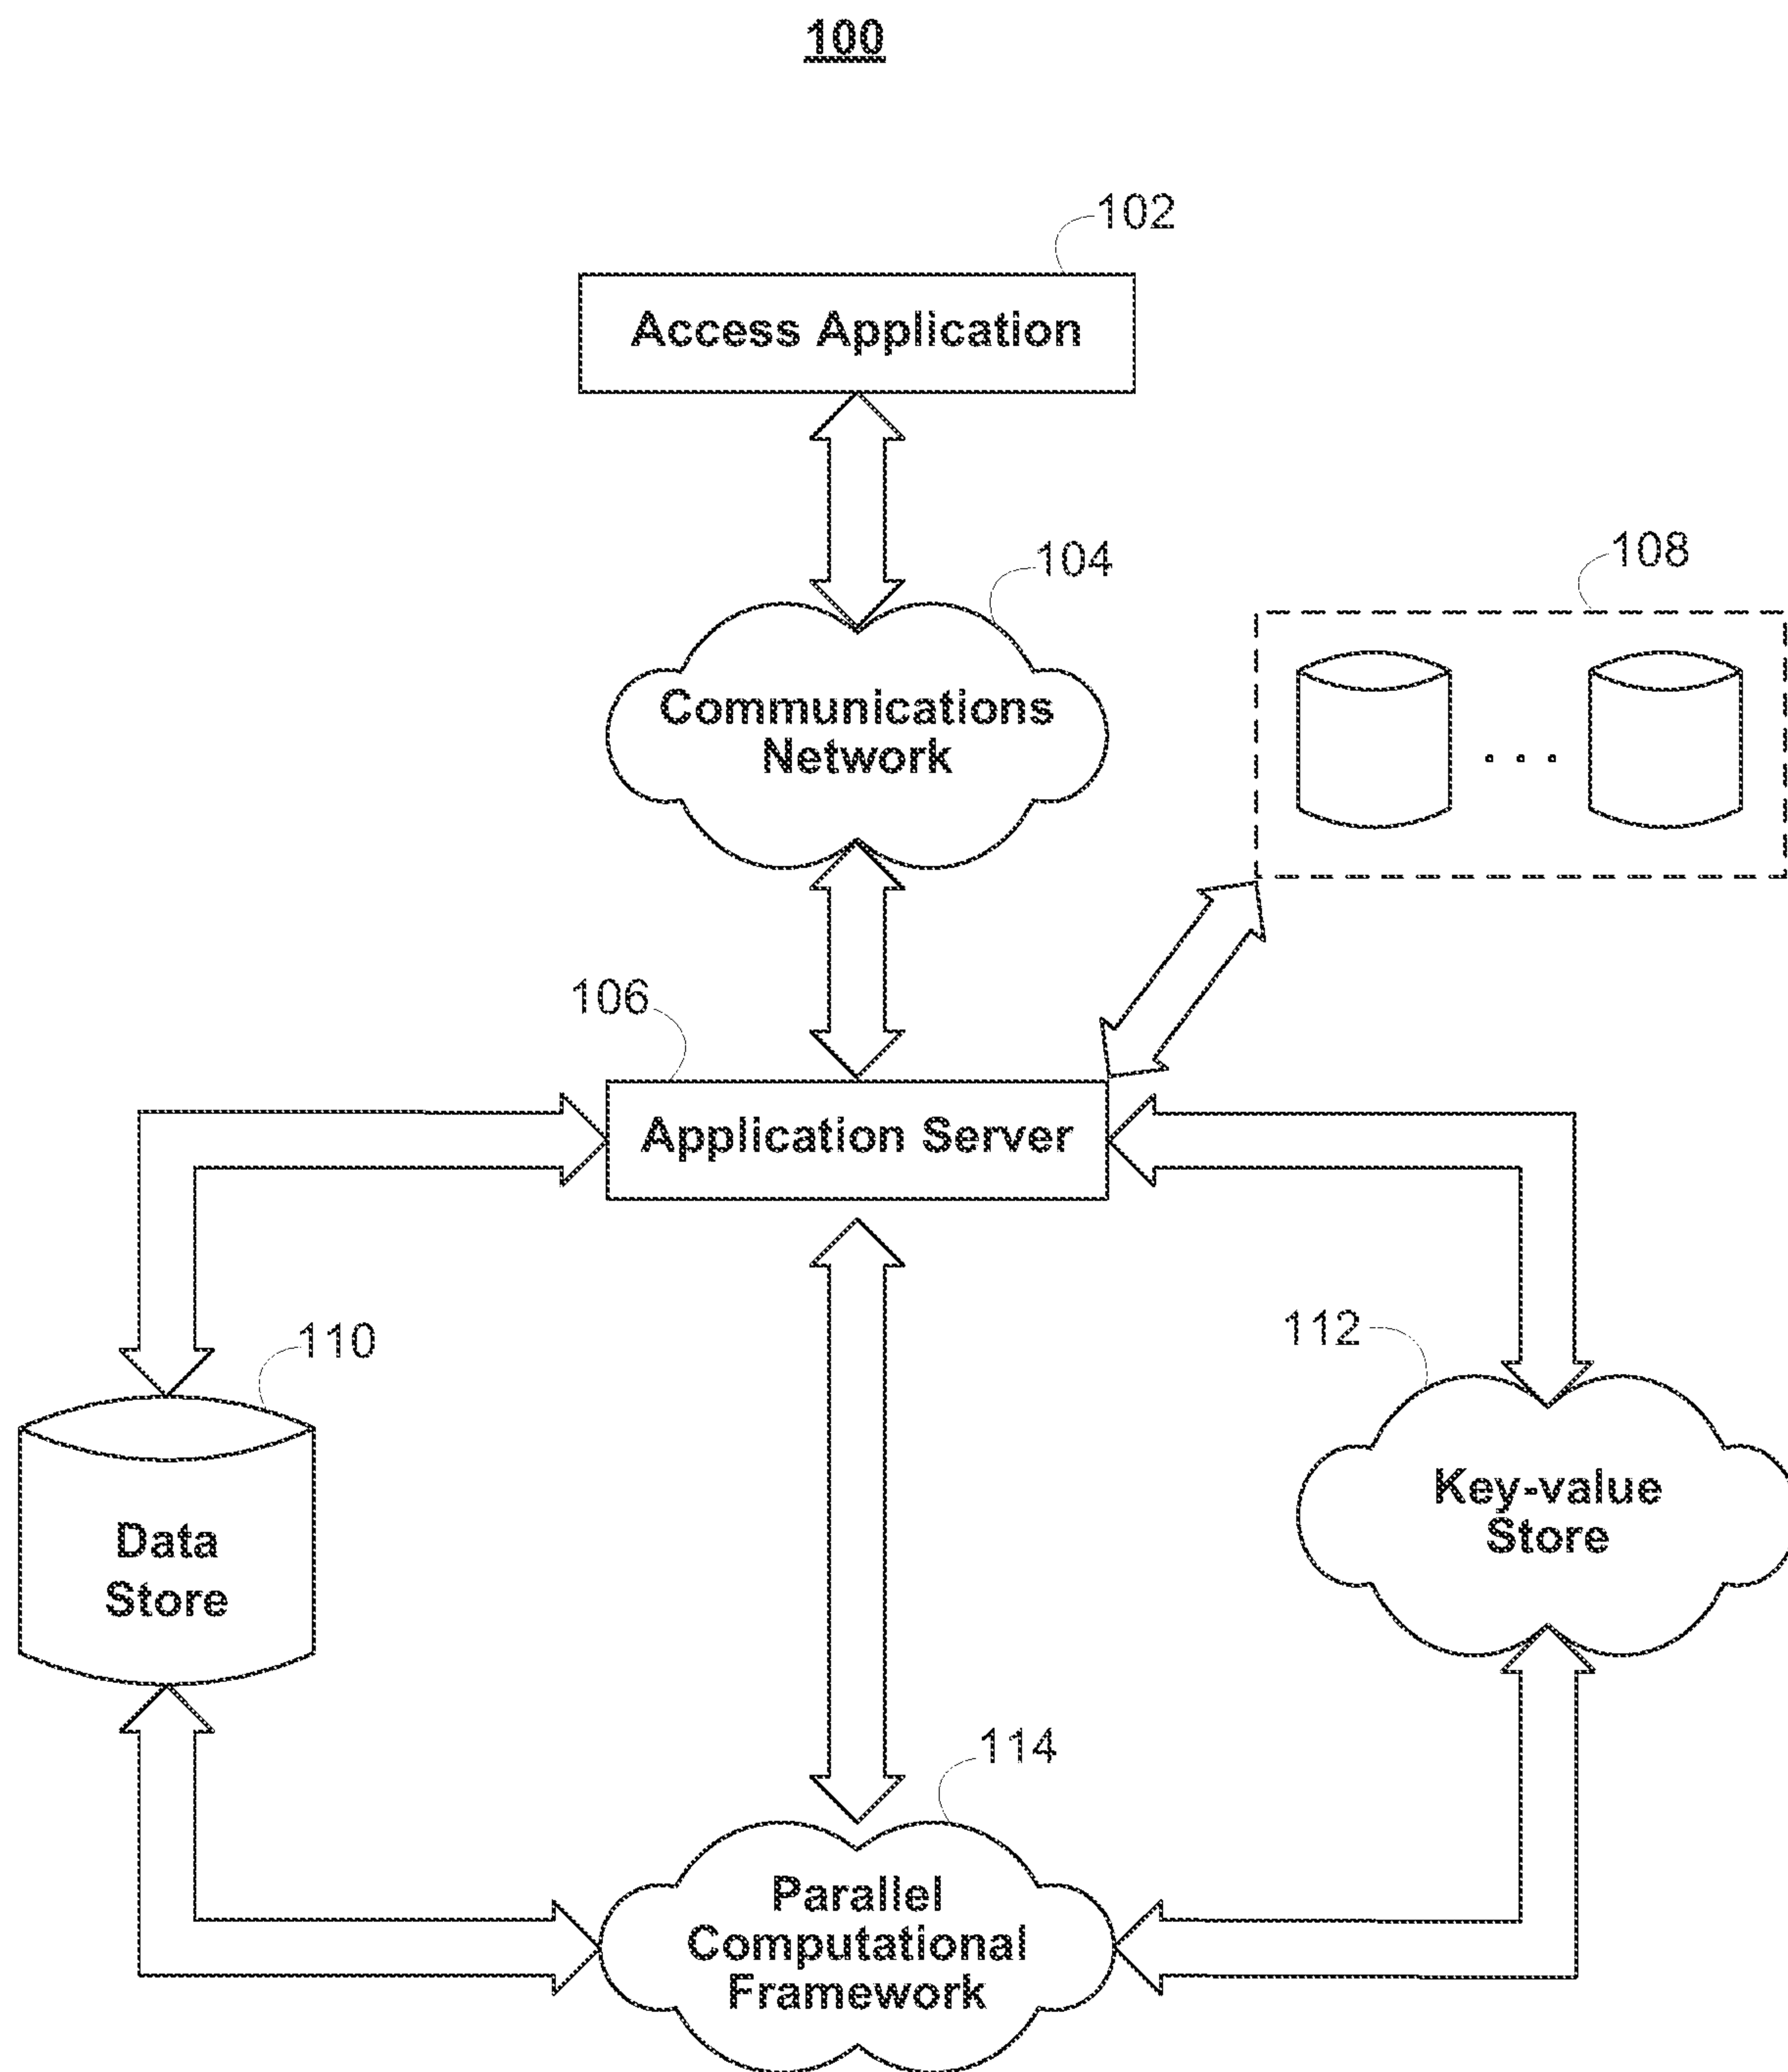 100
102
Access Application
104
108
Communications
Network
. . .
106
Application Server
110
112
Data
Store
Key-value
Store
114
Parallel
Computational
Framework